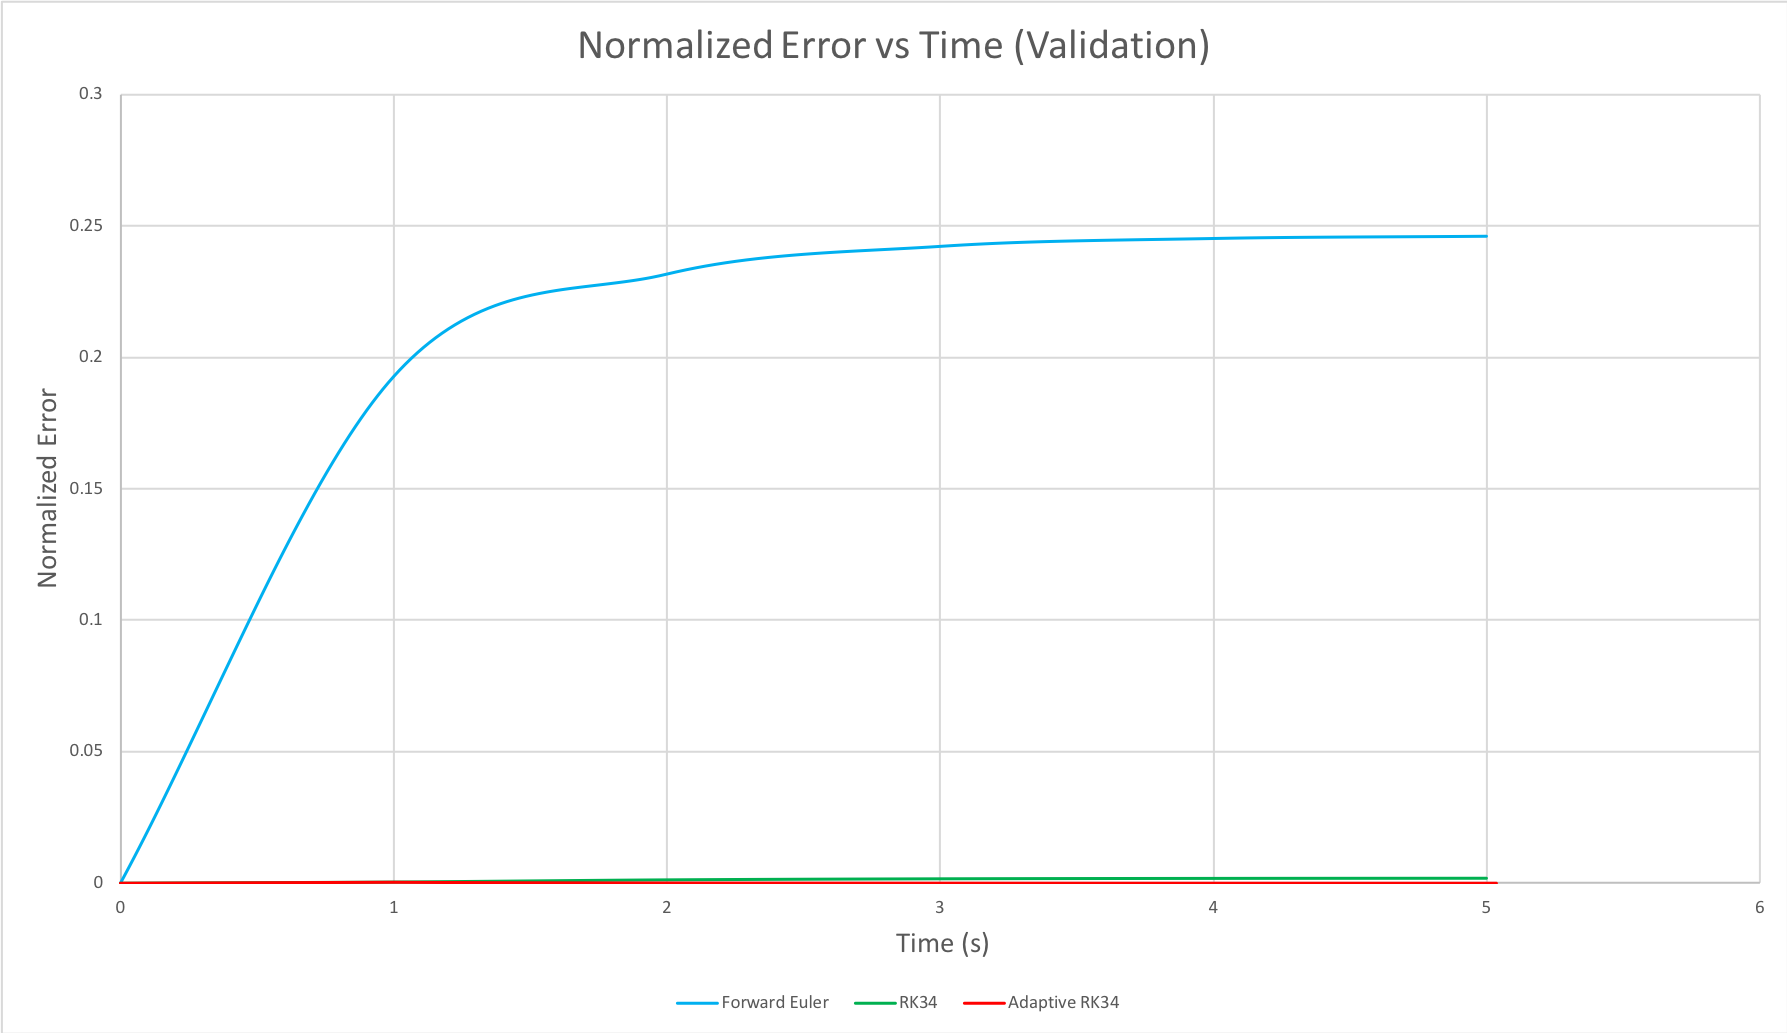 Normalized Error vs Time (Validation)
0.3
0.25
0.2
0.15
0.1
0.05
0
Normalized Error
0 1 2 3 4 5 6
Time (s)
Forward Euler RK34 Adaptive RK34